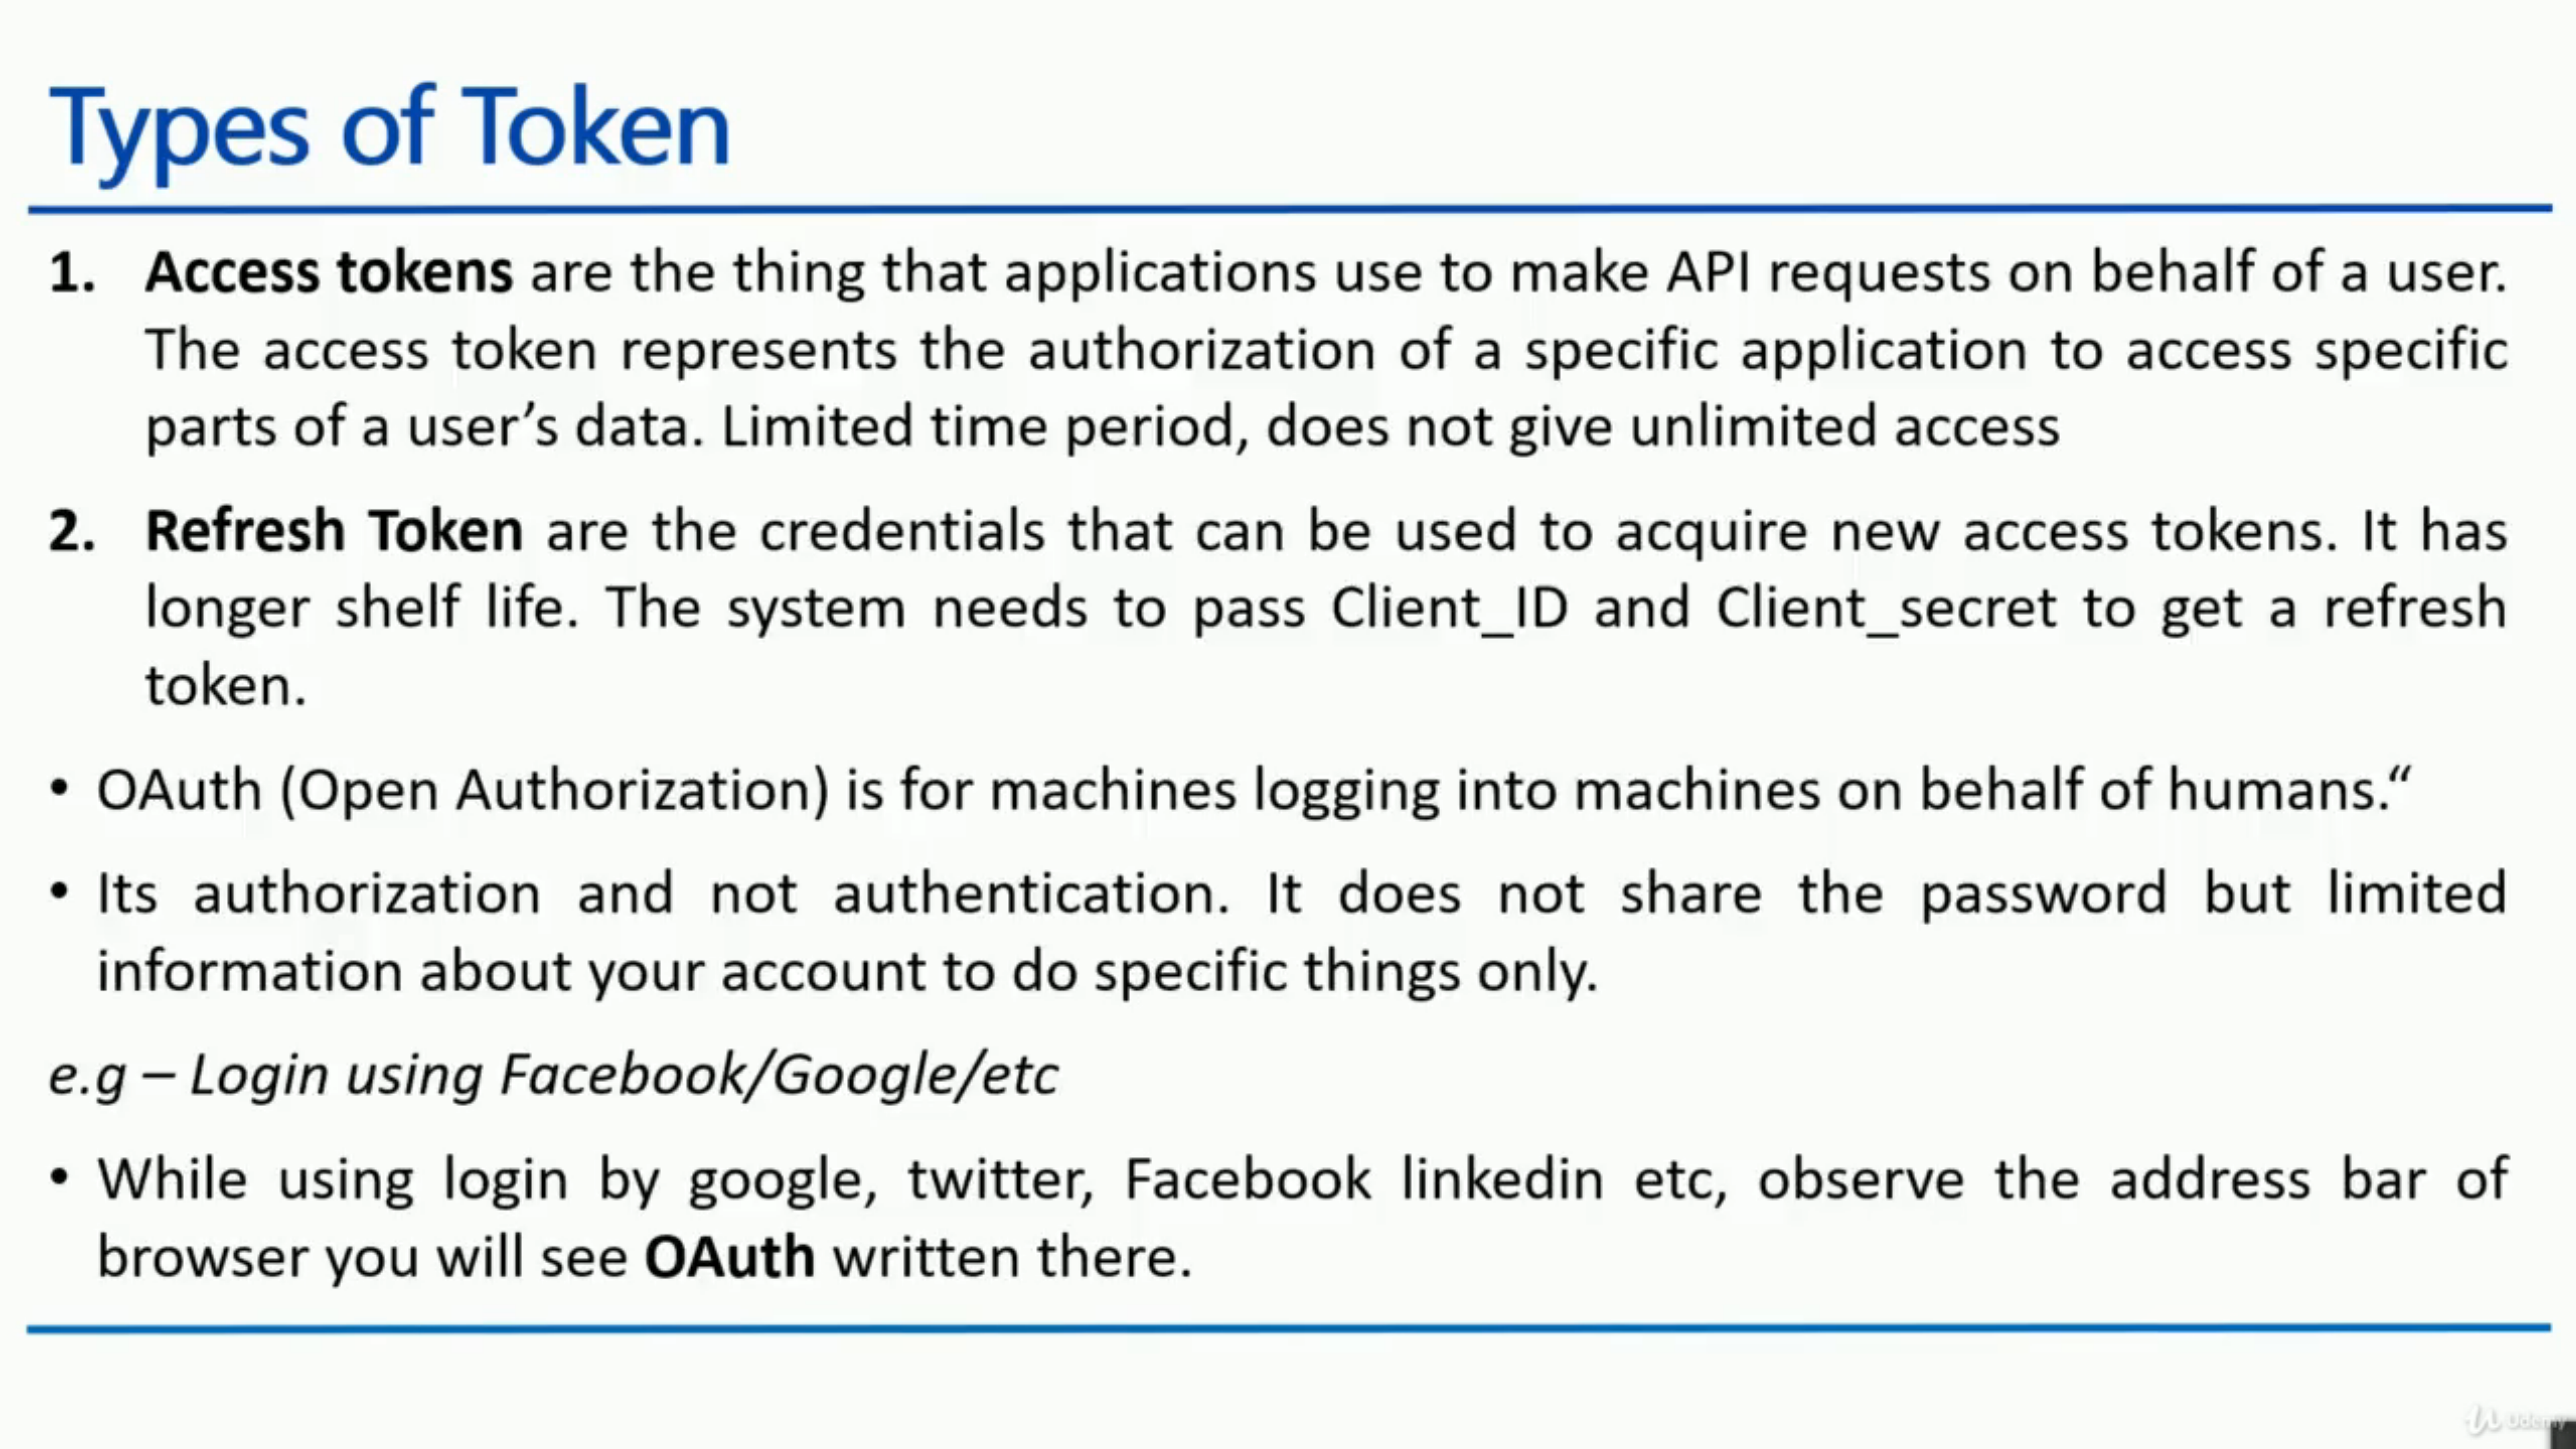 Types of Token
1. Access tokens are the thing that applications use to make API requests on behalf of a user.
The access token represents the authorization of a specific application to access specific
parts of a user’s data. Limited time period, does not give unlimited access
2. Refresh Token are the credentials that can be used to acquire new access tokens. It has
longer shelf life. The system needs to pass Client_ID and Client_secret to get a refresh
token.
• OAuth (Open Authorization) is for machines logging into machines on behalf of humans.“
• Its authorization and not authentication. It does not share the password but limited
information about your account to do specific things only.
e.g – Login using Facebook/Google/etc
• While using login by google, twitter, Facebook linkedin etc, observe the address bar of
browser you will see OAuth written there.
Udemy